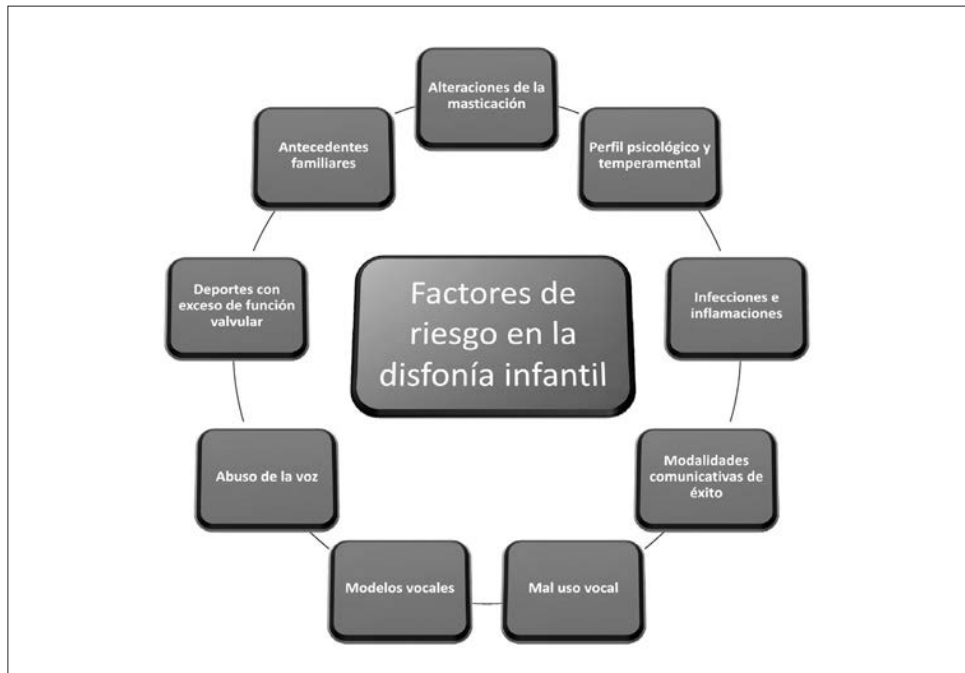 Alteraciones de la
masticación
Perfil psicológico y
temperamental
Infecciones e
inflamaciones
Modalidades
comunicativas de
éxito
Mal uso vocal
Modelos vocales
Abuso de la voz
Deportes con
exceso de función
valvular
Antecedentes
familiares
Factores de
riesgo en la
disfonía infantil